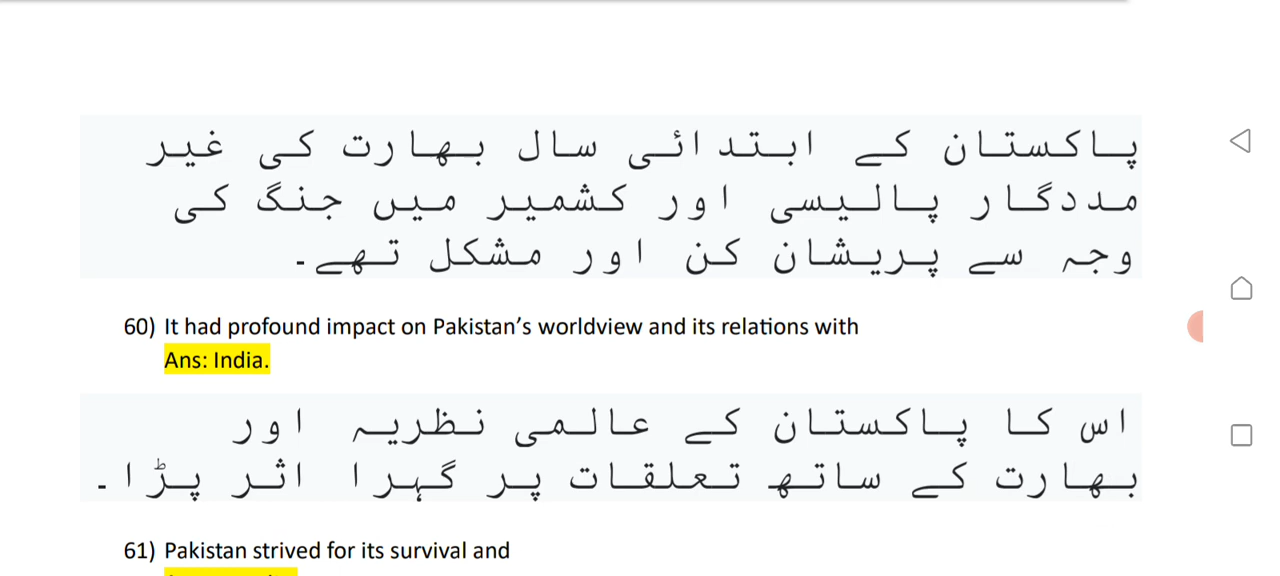 پاکستان کے ابتدائی سال بھارت کی غیر
مددگار پالیسی اور کشمیر میں جنگ کی
وجہ سے پریشان کن اور مشکل تھے۔
60) It had profound impact on Pakistan’s worldview and its relations with
Ans: India.
اس کا پاکستان کے عالمی نظریہ اور
بھارت کے ساتھ تعلقات پر گہرا اثر پڑا۔
61) Pakistan strived for its survival and